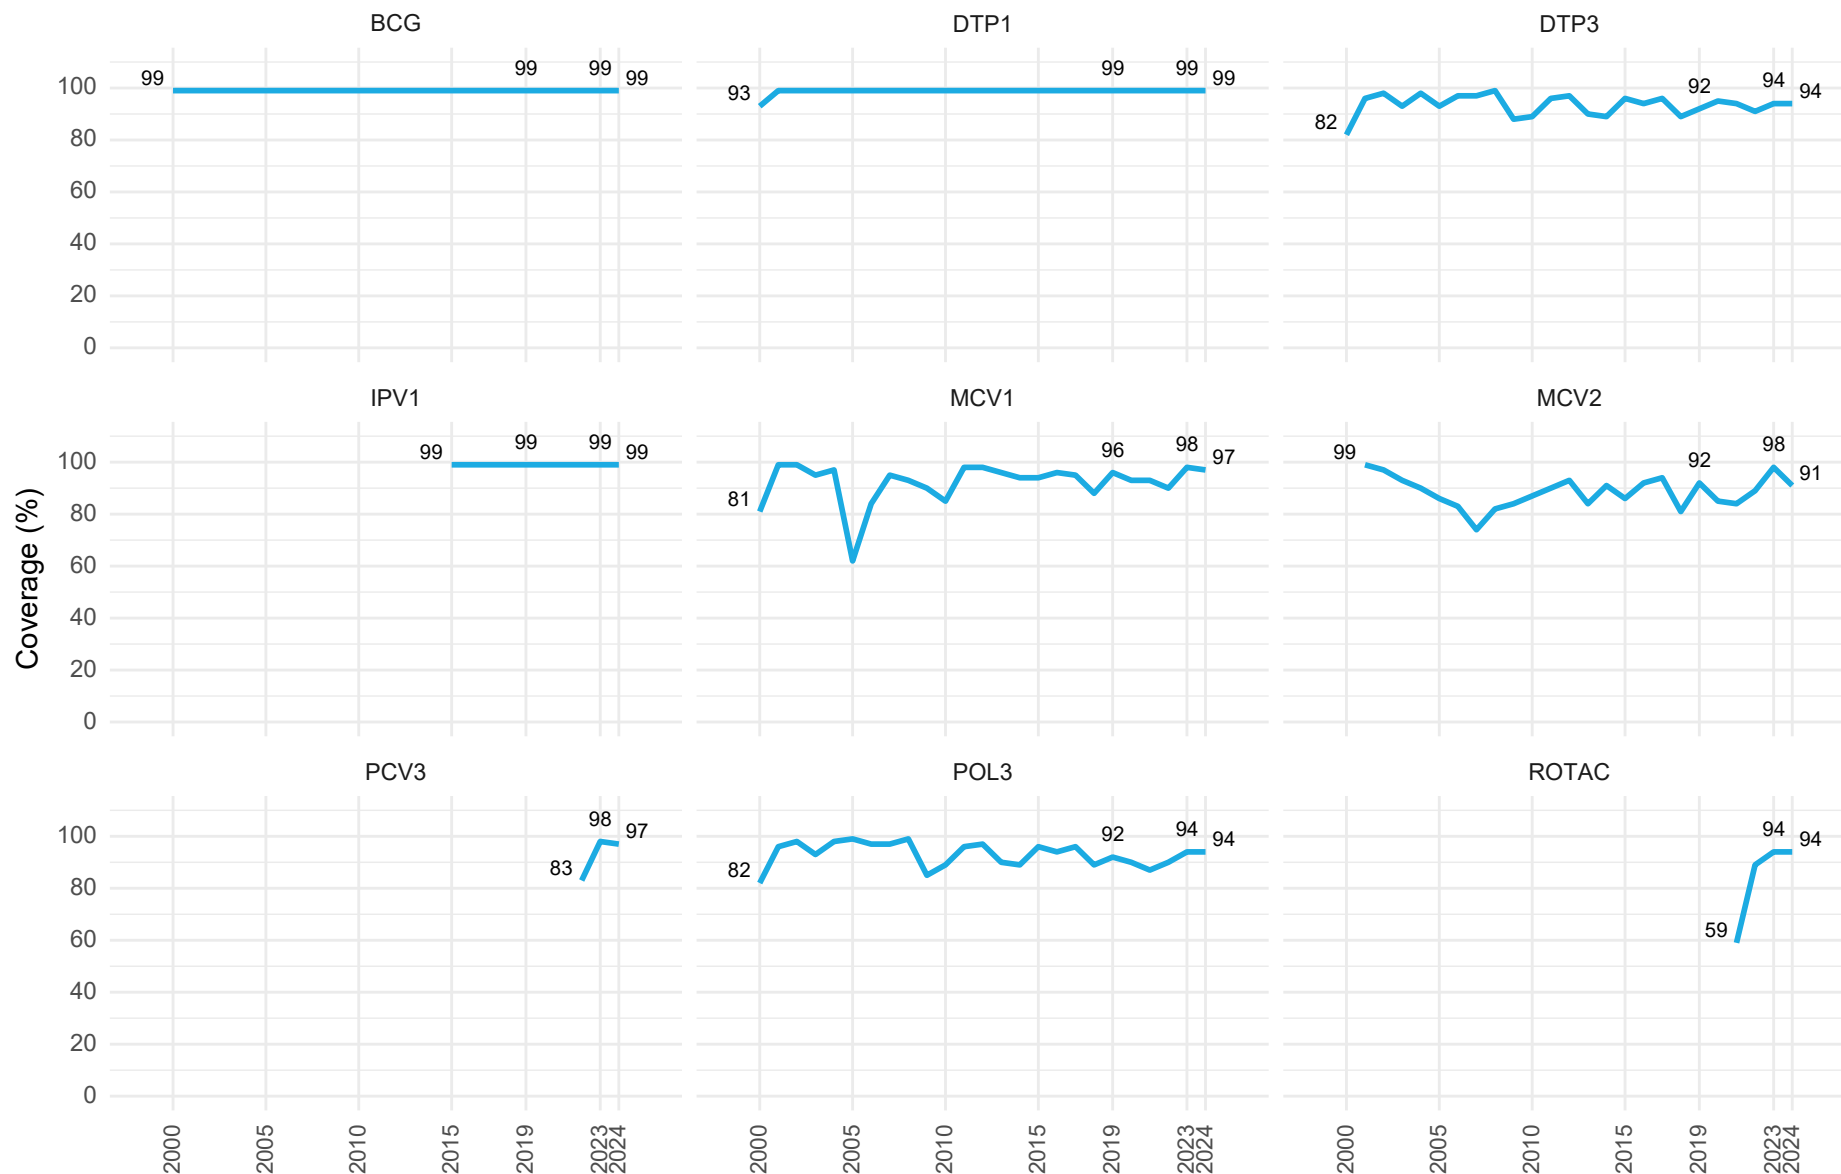 BCG DTP1 DTP3
99 99 99 99 93 99 99 99 82 92 94 94
100
80
60
40
20
0
IPV1 MCV1 MCV2
99 99 99 99 81 96 98 97 99 92 98 91
100
80
60
40
20
0
Coverage (%)
PCV3 POL3 ROTAC
83 98 97 82 92 94 94 59 94 94
100
80
60
40
20
0
2000 2005 2010 2015 2019 2023 2024 2000 2005 2010 2015 2019 2023 2024 2000 2005 2010 2015 2019 2023 2024